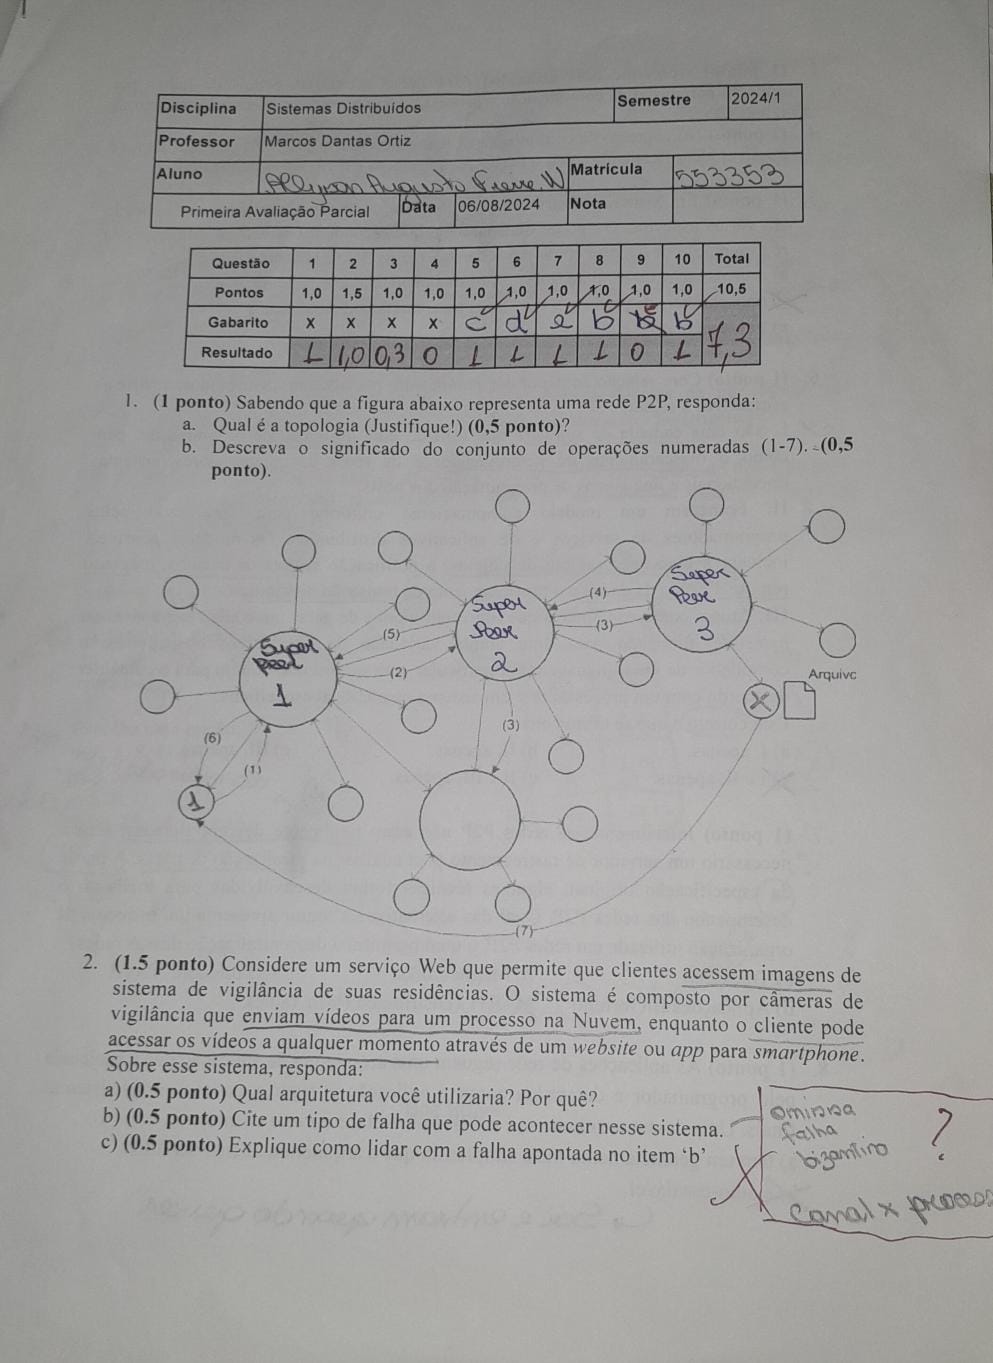 Disciplina Sistemas Distribuídos Semestre 2024/1
Professor Marcos Dantas Ortiz
Aluno Allyson Augusto Freire W Matrícula 553353
Primeira Avaliação Parcial Data 06/08/2024 Nota
Questão 1 2 3 4 5 6 7 8 9 10 Total
Pontos 1,0 1,5 1,0 1,0 1,0 1,0 1,0 1,0 1,0 1,0 10,5
Gabarito X X X X c d e b b
Resultado 1 1,0 0,3 0 1 1 1 1 0 1 7,3
1. (1 ponto) Sabendo que a figura abaixo representa uma rede P2P, responda:
a. Qual é a topologia (Justifique!) (0,5 ponto)?
b. Descreva o significado do conjunto de operações numeradas (1-7). (0,5
ponto).
Super
Peer
3
(4)
Super
Peer
2
(3)
(5)
Super
Peer
1
(2)
Arquivo
X
(3)
(6)
(1)
1
(7)
2. (1.5 ponto) Considere um serviço Web que permite que clientes acessem imagens de
sistema de vigilância de suas residências. O sistema é composto por câmeras de
vigilância que enviam vídeos para um processo na Nuvem, enquanto o cliente pode
acessar os vídeos a qualquer momento através de um website ou app para smartphone.
Sobre esse sistema, responda:
a) (0.5 ponto) Qual arquitetura você utilizaria? Por quê?
b) (0.5 ponto) Cite um tipo de falha que pode acontecer nesse sistema.
c) (0.5 ponto) Explique como lidar com a falha apontada no item ‘b’
omissa
falha
bizantino
?
Canal x